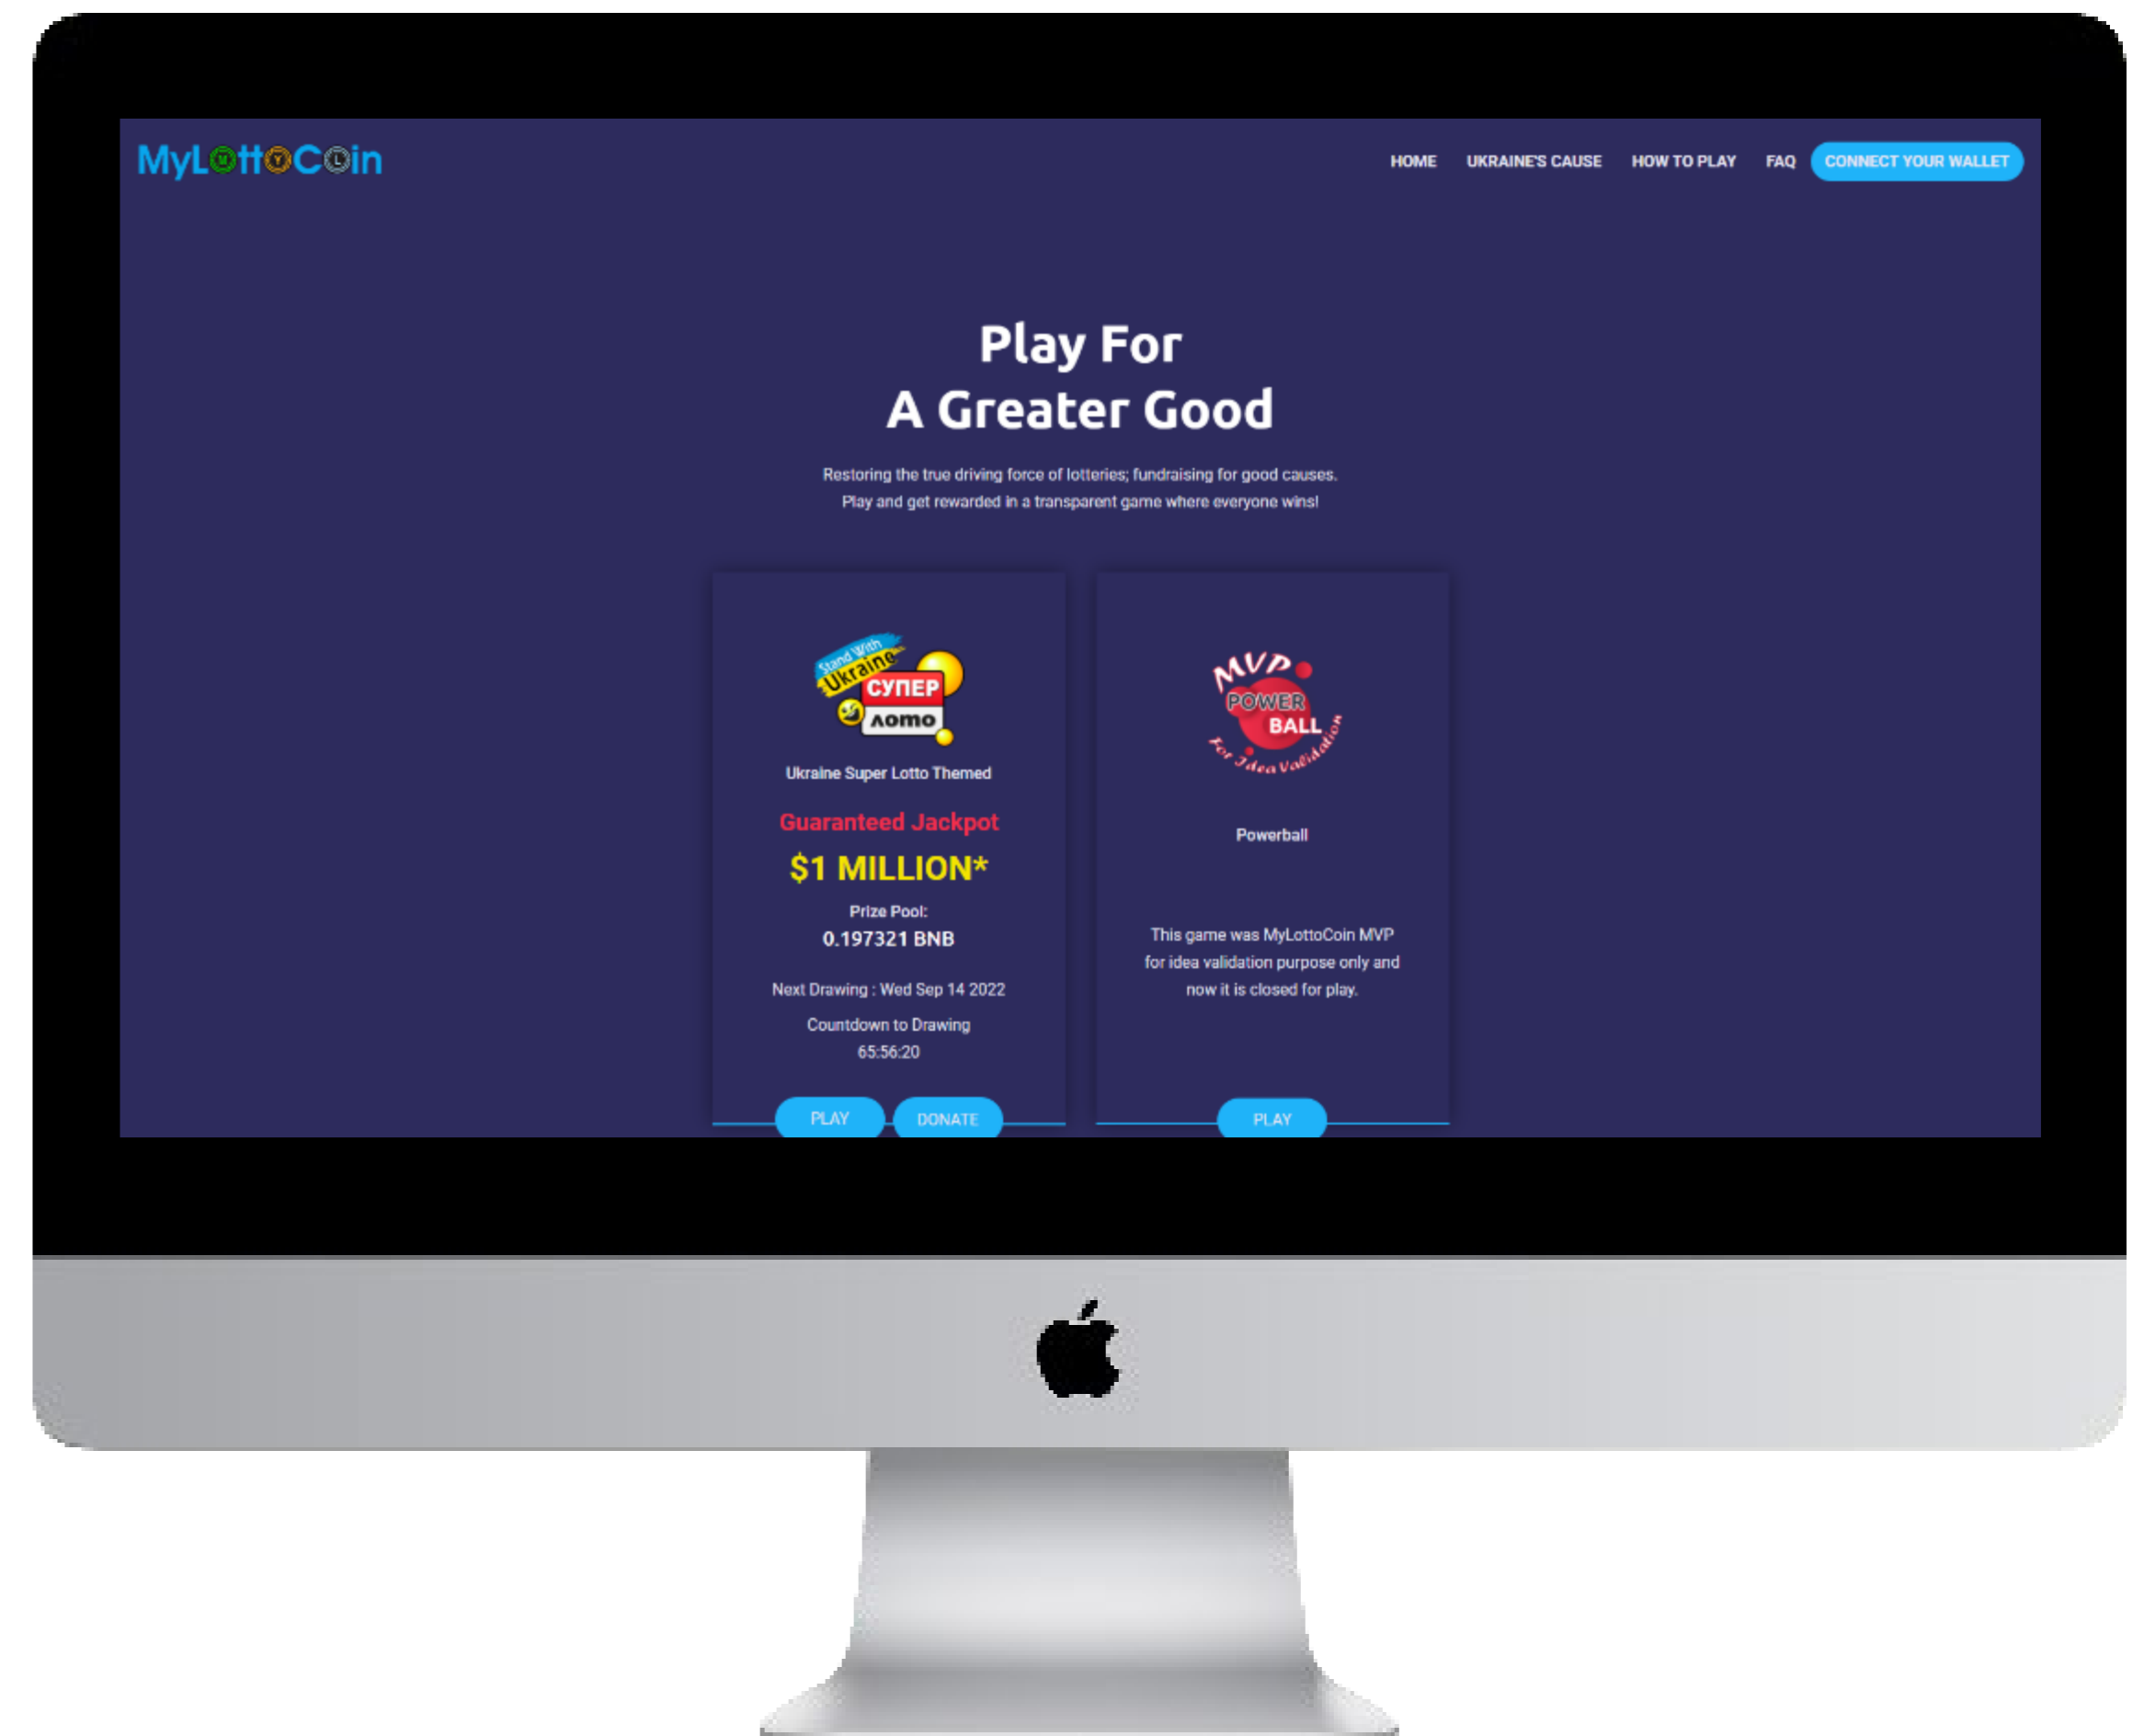 MyLottoCoin
HOME UKRAINE'S CAUSE HOW TO PLAY FAQ CONNECT YOUR WALLET
Play For
A Greater Good
Restoring the true driving force of lotteries; fundraising for good causes.
Play and get rewarded in a transparent game where everyone wins!
Stand With
Ukraine
СУПЕР
ЛОТО
Ukraine Super Lotto Themed
Guaranteed Jackpot
$1 MILLION*
Prize Pool:
0.197321 BNB
Next Drawing : Wed Sep 14 2022
Countdown to Drawing
65:56:20
PLAY DONATE
MVP
POWER
BALL
For Idea Validation
Powerball
This game was MyLottoCoin MVP
for idea validation purpose only and
now it is closed for play.
PLAY